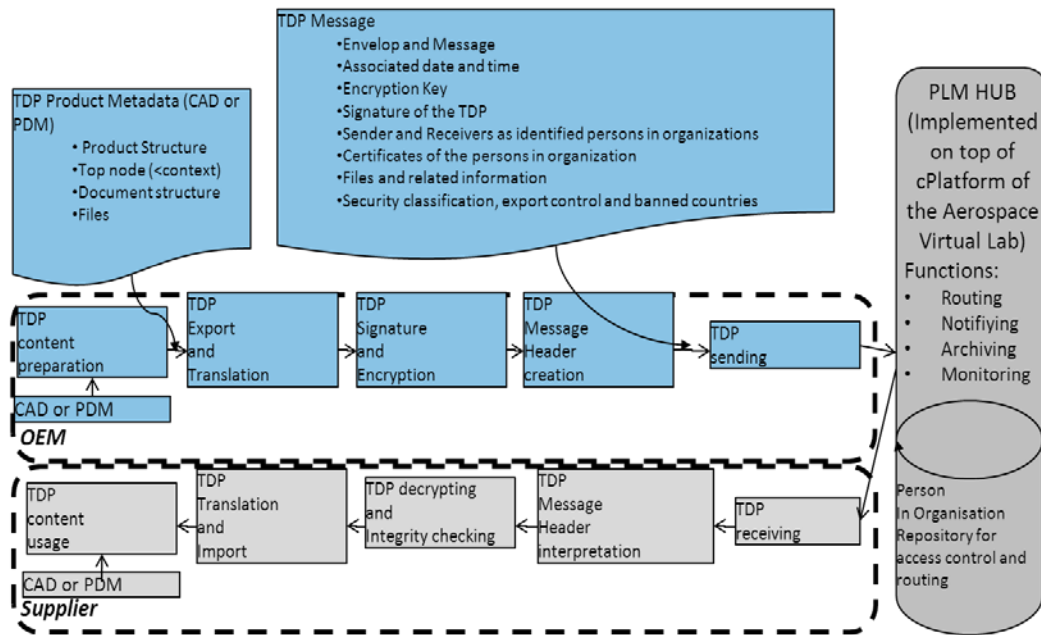 TDP Product Metadata (CAD or
PDM)
• Product Structure
• Top node (<context)
• Document structure
• Files
TDP Message
• Envelop and Message
• Associated date and time
• Encryption Key
• Signature of the TDP
• Sender and Receivers as identified persons in organizations
• Certificates of the persons in organization
• Files and related information
• Security classification, export control and banned countries
PLM HUB
(Implemented
on top of
cPlatform of
the Aerospace
Virtual Lab)
Functions:
• Routing
• Notifiying
• Archiving
• Monitoring
Person
In Organisation
Repository for
access control and
routing
TDP
content
preparation
CAD or PDM
OEM
TDP
Export
and
Translation
TDP
Signature
and
Encryption
TDP
Message
Header
creation
TDP
sending
TDP
content
usage
CAD or PDM
Supplier
TDP
Translation
and
Import
TDP decrypting
and
Integrity checking
TDP
Message
Header
interpretation
TDP
receiving